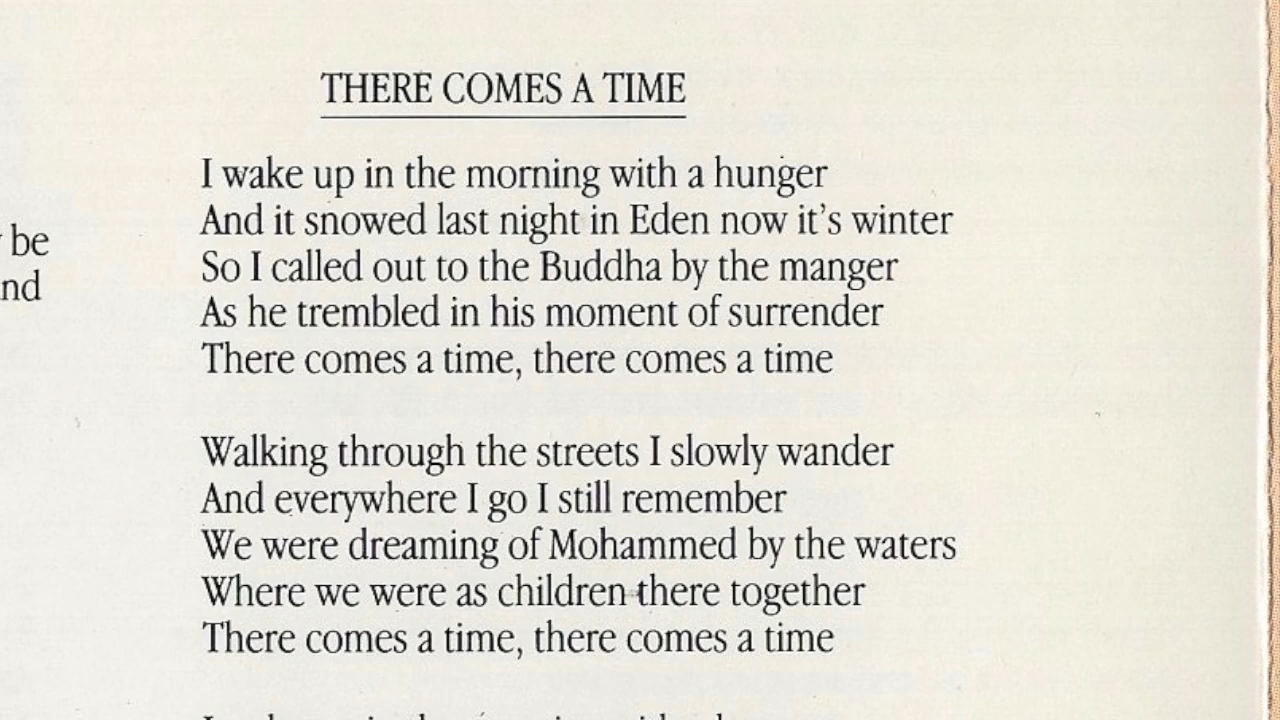 THERE COMES A TIME
I wake up in the morning with a hunger
And it snowed last night in Eden now it's winter
So I called out to the Buddha by the manger
As he trembled in his moment of surrender
There comes a time, there comes a time
be
nd
Walking through the streets I slowly wander
And everywhere I go I still remember
We were dreaming of Mohammed by the waters
Where we were as children there together
There comes a time, there comes a time